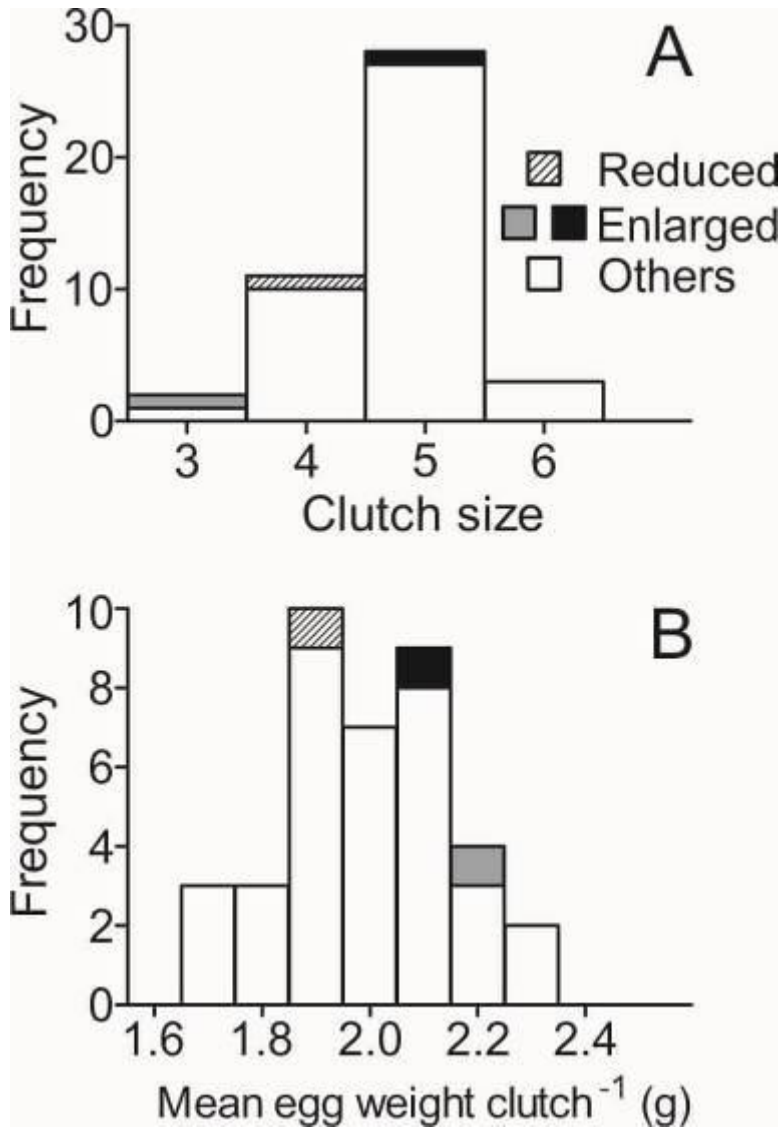 A
30
20
10
0
Frequency
Reduced
Enlarged
Others
3 4 5 6
Clutch size
B
10
8
6
4
2
0
Frequency
1.6 1.8 2.0 2.2 2.4
Mean egg weight clutch⁻¹ (g)